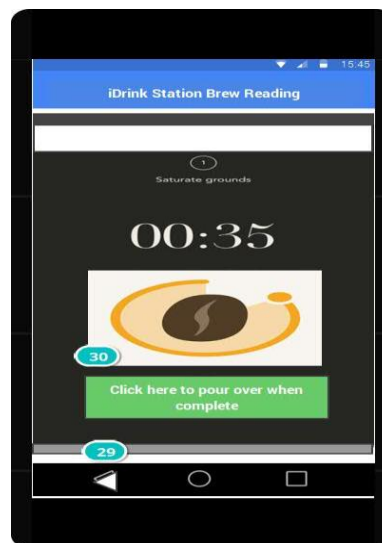 15:45
iDrink Station Brew Reading
1
Saturate grounds
00:35
30
Click here to pour over when
complete
29